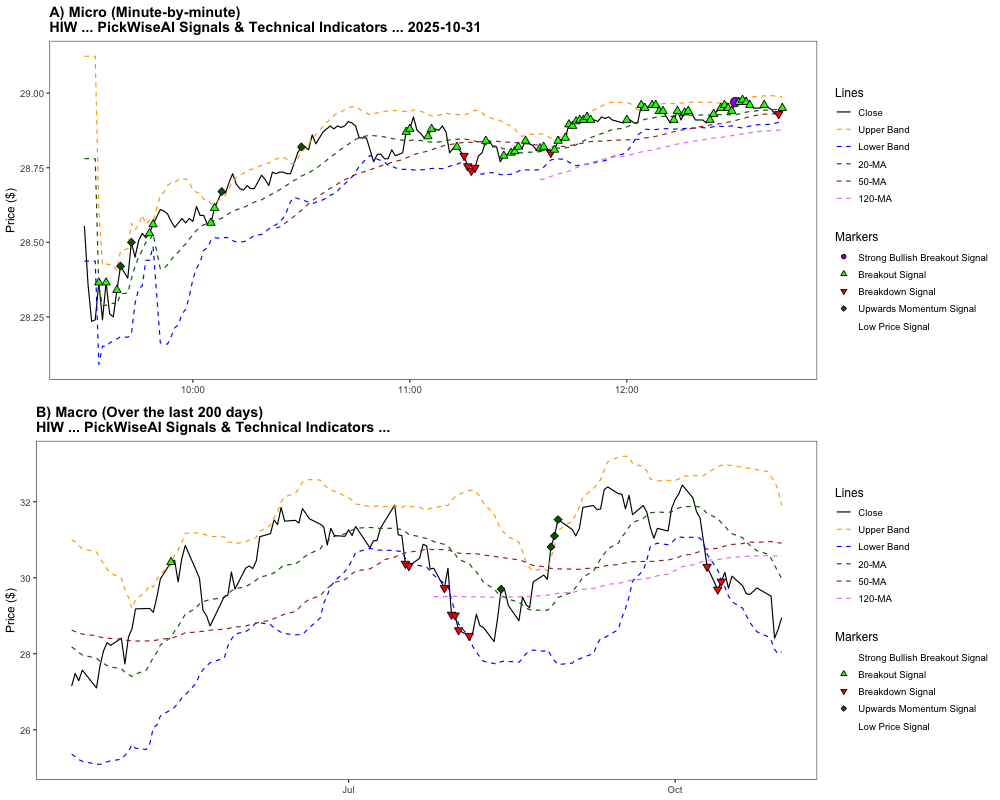 A) Micro (Minute-by-minute)
HIW ... PickWiseAI Signals & Technical Indicators ... 2025-10-31
Price ($)
29.00
28.75
28.50
28.25
10:00
11:00
12:00
Lines
Close
Upper Band
Lower Band
20-MA
50-MA
120-MA
Markers
Strong Bullish Breakout Signal
Breakout Signal
Breakdown Signal
Upwards Momentum Signal
Low Price Signal
B) Macro (Over the last 200 days)
HIW ... PickWiseAI Signals & Technical Indicators ...
Price ($)
32
30
28
26
Jul
Oct
Lines
Close
Upper Band
Lower Band
20-MA
50-MA
120-MA
Markers
Strong Bullish Breakout Signal
Breakout Signal
Breakdown Signal
Upwards Momentum Signal
Low Price Signal